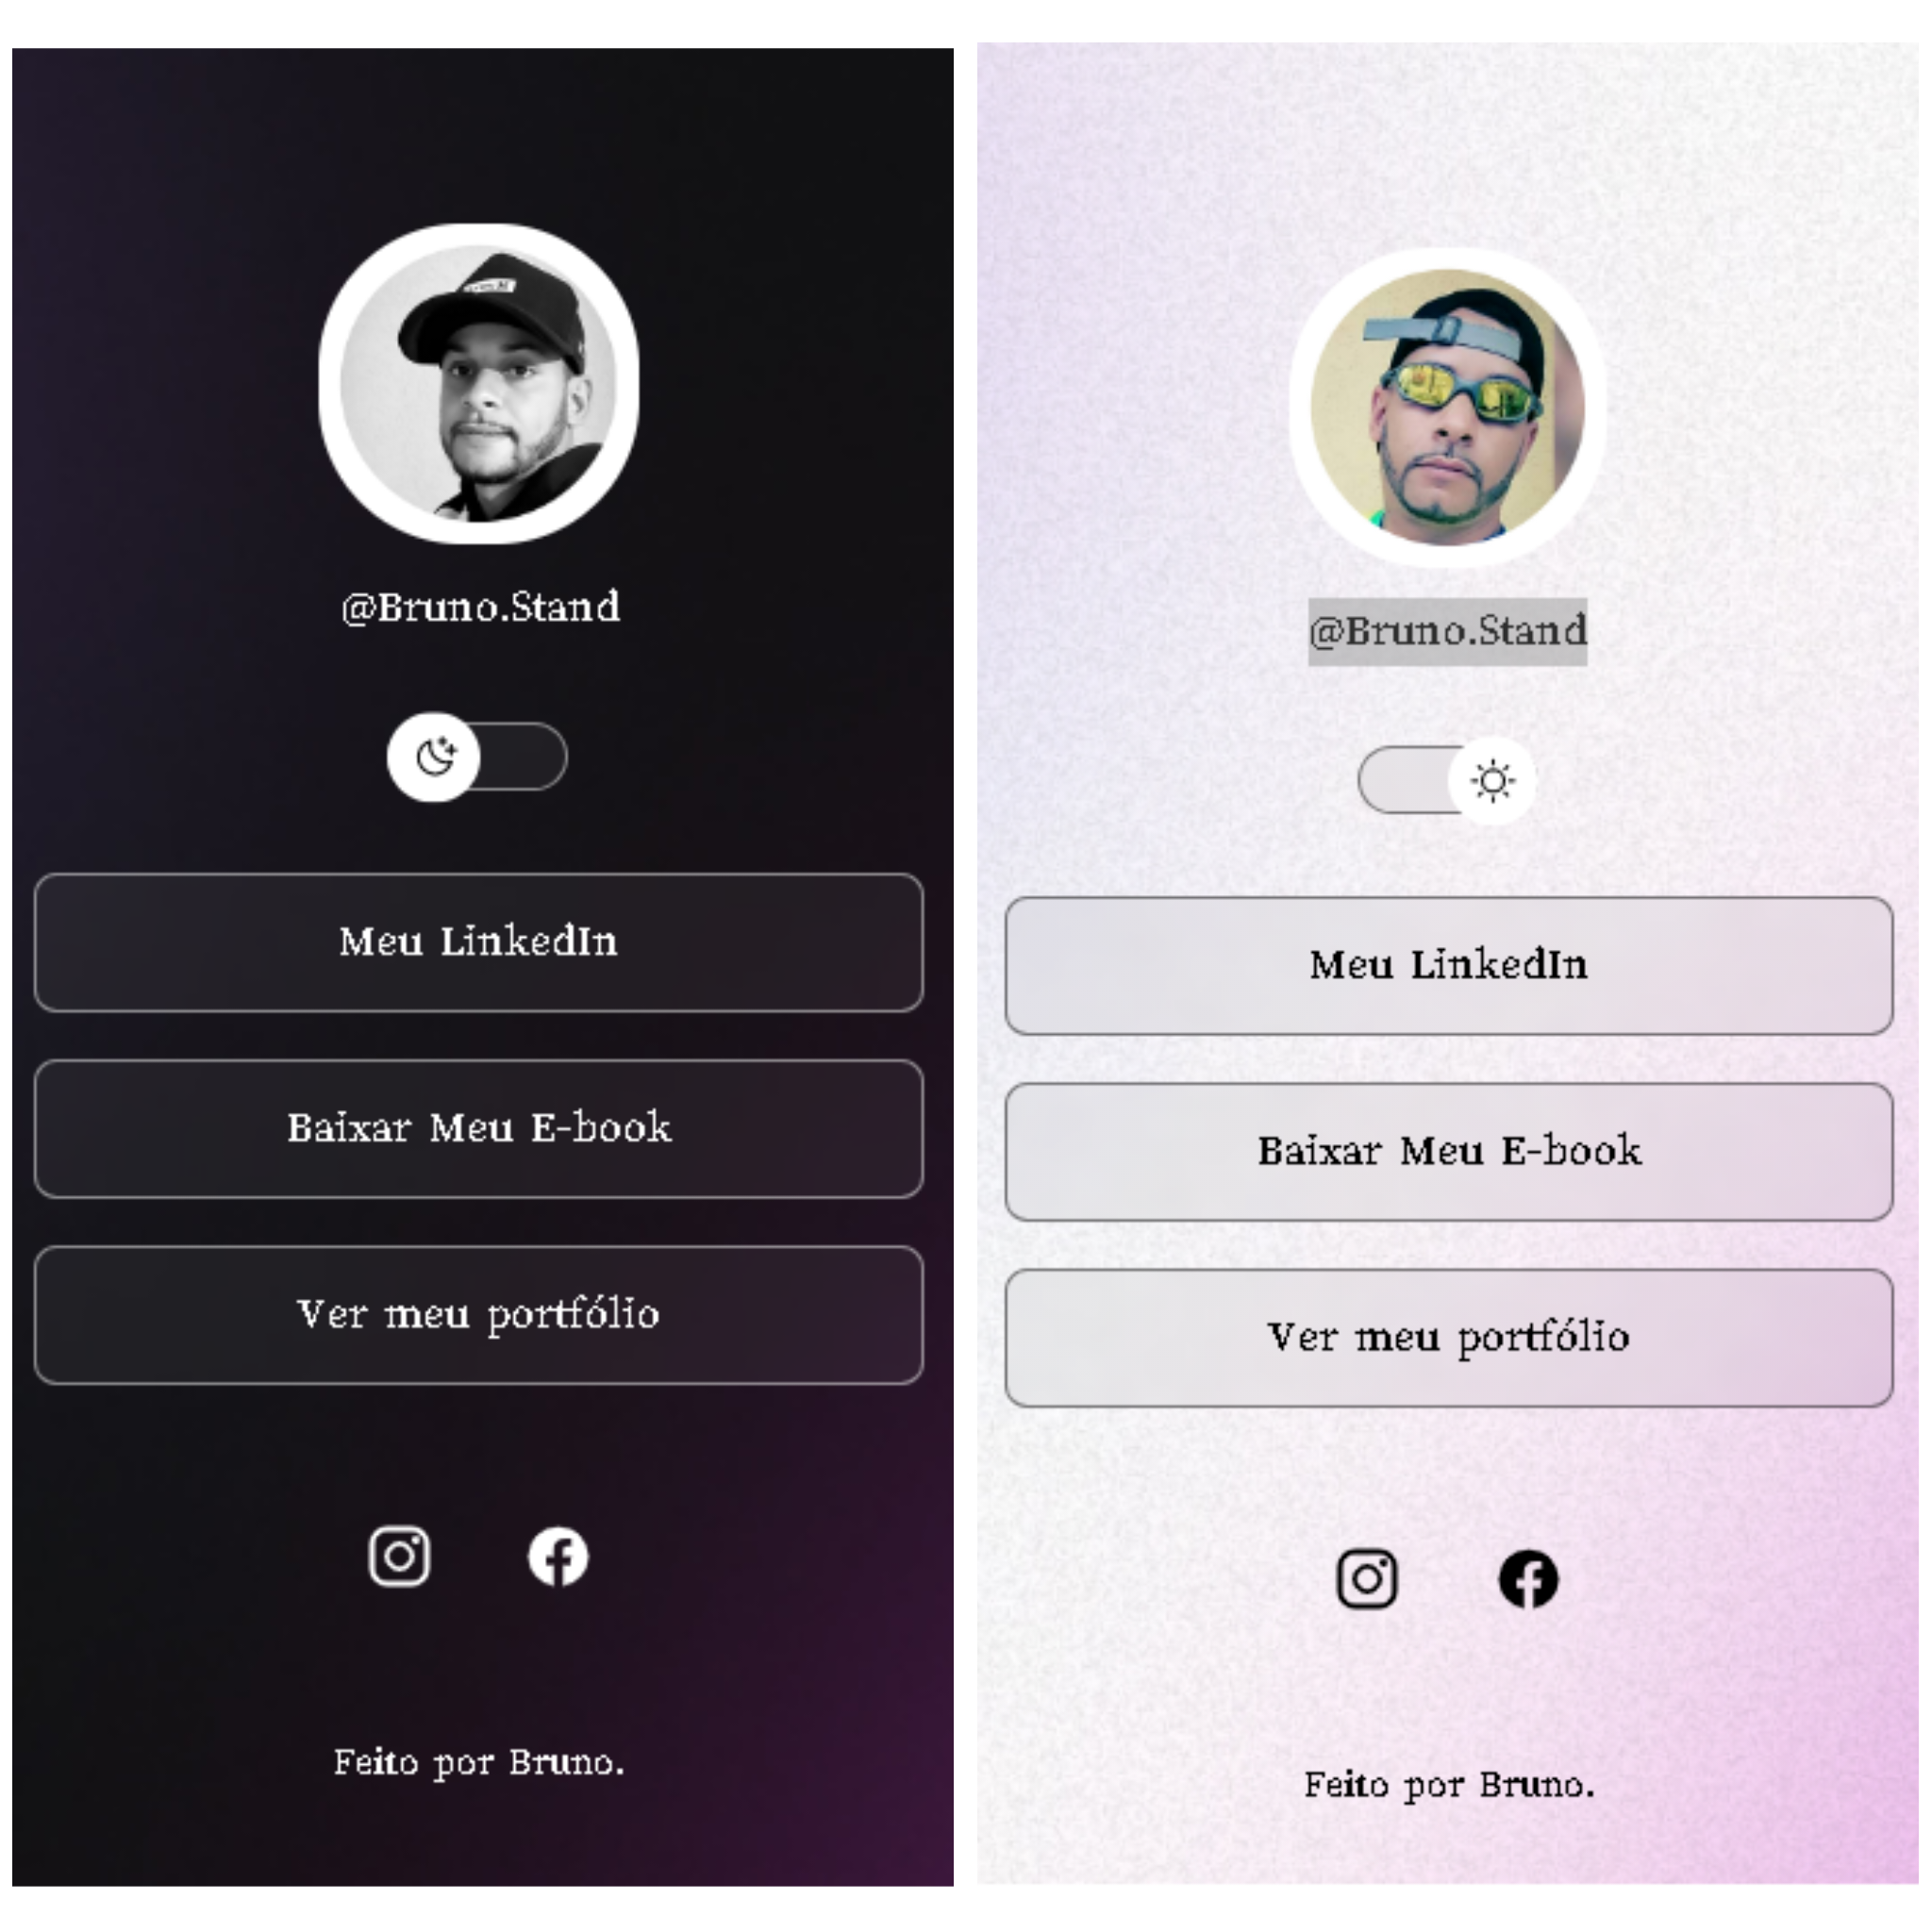 @Bruno.Stand
Meu LinkedIn
Baixar Meu E-book
Ver meu portfólio
Feito por Bruno.
@Bruno.Stand
Meu LinkedIn
Baixar Meu E-book
Ver meu portfólio
Feito por Bruno.